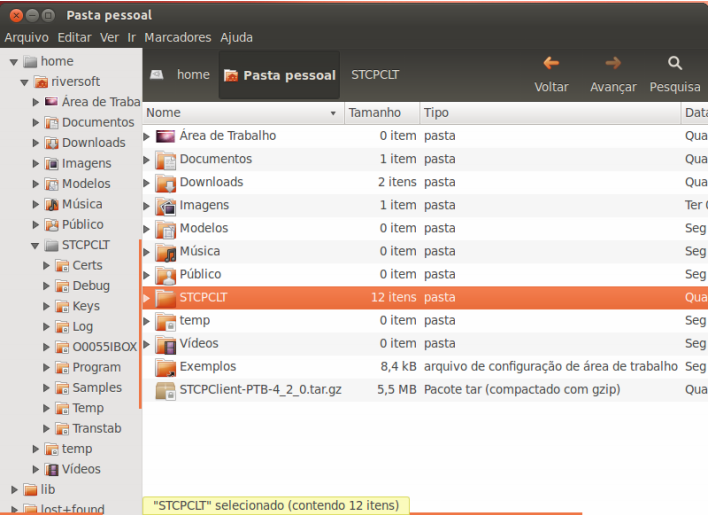 Pasta pessoal
Arquivo Editar Ver Ir Marcadores Ajuda
home
riversoft
Área de Traba
Documentos
Downloads
Imagens
Modelos
Música
Público
STCPCLT
Certs
Debug
Keys
Log
O0055IBOX
Program
Samples
Temp
Transtab
temp
Vídeos
lib
lost+found
home Pasta pessoal STCPCLT
Voltar Avançar Pesquisa
Nome Tamanho Tipo Data
Área de Trabalho 0 item pasta Qua
Documentos 1 item pasta Qua
Downloads 2 itens pasta Qua
Imagens 1 item pasta Ter
Modelos 0 item pasta Seg
Música 0 item pasta Seg
Público 0 item pasta Seg
STCPCLT 12 itens pasta Qua
temp 0 item pasta Seg
Vídeos 0 item pasta Seg
Exemplos 8,4 kB arquivo de configuração de área de trabalho Seg
STCPClient-PTB-4_2_0.tar.gz 5,5 MB Pacote tar (compactado com gzip) Qua
"STCPCLT" selecionado (contendo 12 itens)